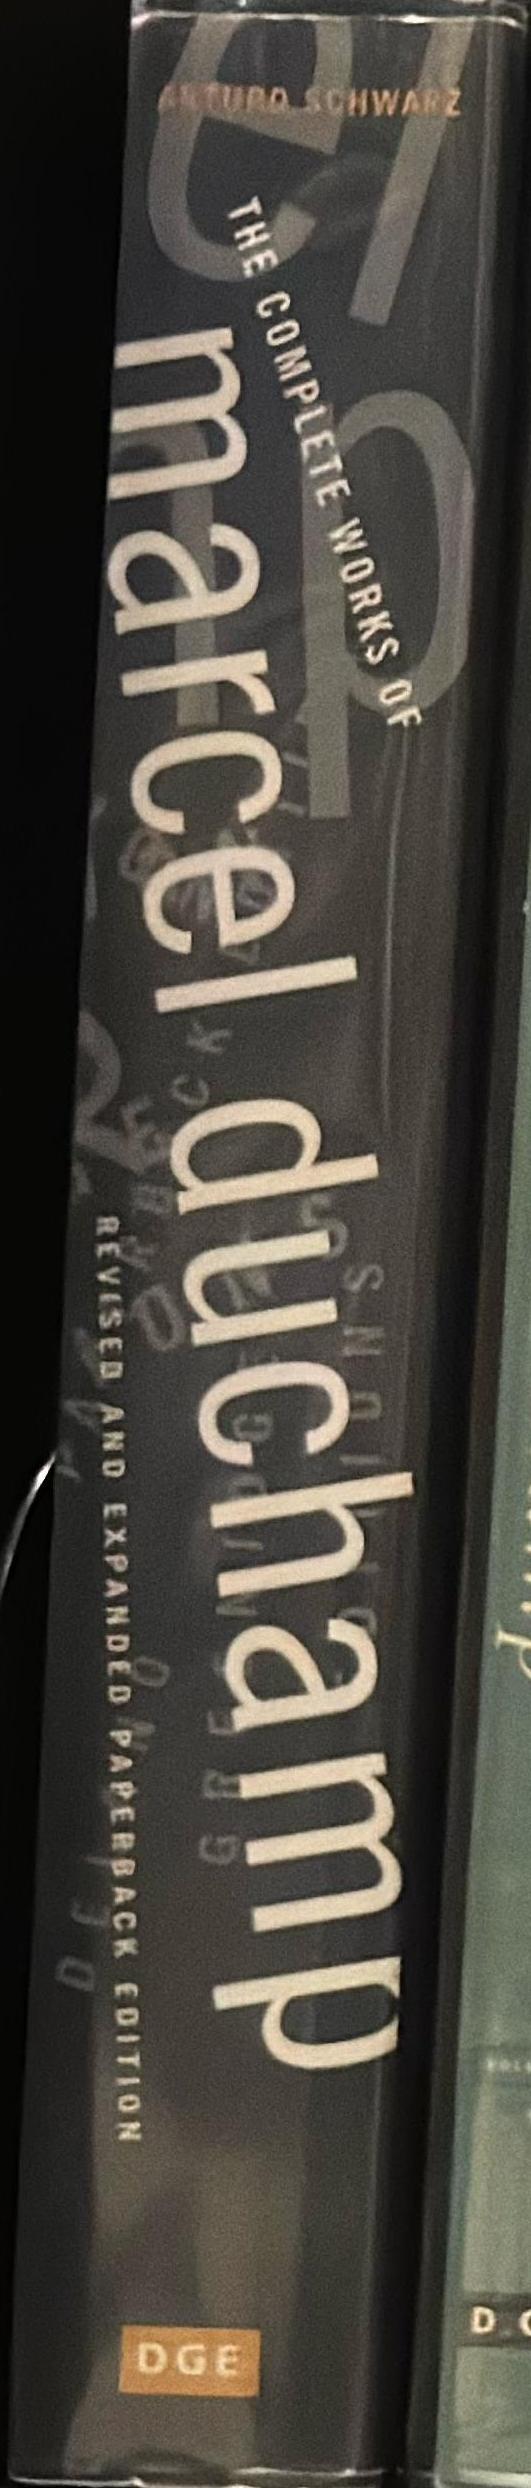 ARTURO SCHWARZ
THE COMPLETE WORKS OF
marcel duchamp
REVISED AND EXPANDED PAPERBACK EDITION
DGE